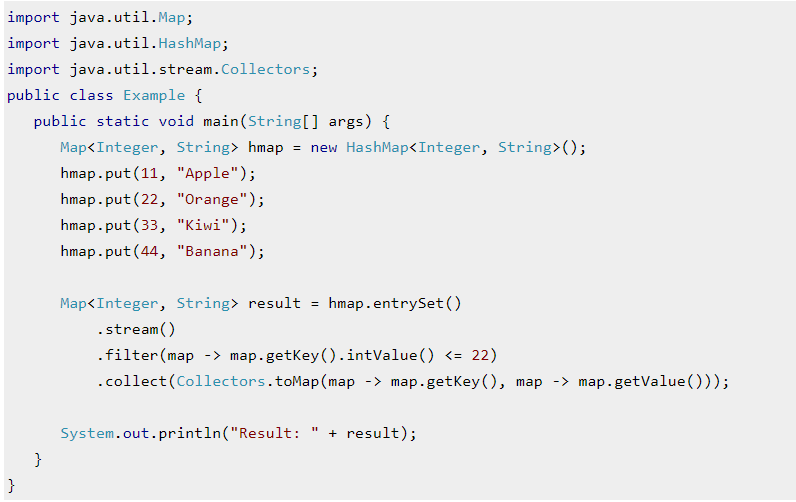 import java.util.Map;
import java.util.HashMap;
import java.util.stream.Collectors;
public class Example {
   public static void main(String[] args) {
      Map<Integer, String> hmap = new HashMap<Integer, String>();
      hmap.put(11, "Apple");
      hmap.put(22, "Orange");
      hmap.put(33, "Kiwi");
      hmap.put(44, "Banana");

      Map<Integer, String> result = hmap.entrySet()
          .stream()
          .filter(map -> map.getKey().intValue() <= 22)
          .collect(Collectors.toMap(map -> map.getKey(), map -> map.getValue()));

      System.out.println("Result: " + result);
   }
}